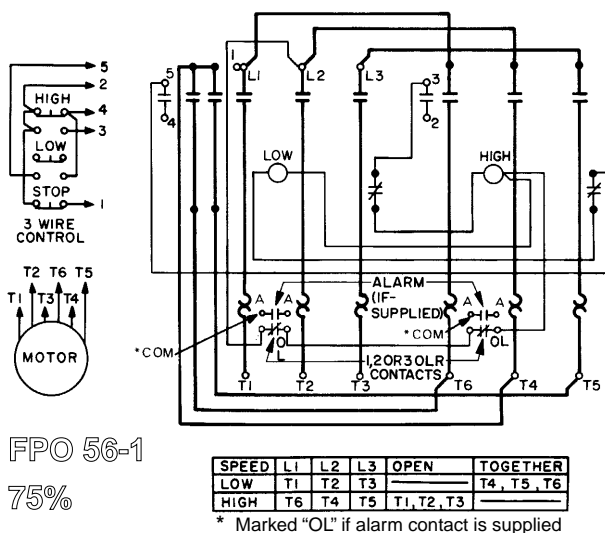 5
2
HIGH
4
3
LOW
STOP
1
3 WIRE
CONTROL
T2 T6 T5
T1 T3 T4
MOTOR
1
L1
L2
L3
5
4
3
2
LOW
HIGH
ALARM
(IF-
SUPPLIED)
A A
A A
*COM
*COM
OL
OL
1,2 OR 3 OLR
CONTACTS
T1 T2 T3 T6 T4 T5
FPO 56-1
75%
SPEED L1 L2 L3 OPEN TOGETHER
LOW T1 T2 T3 —— T4, T5, T6
HIGH T6 T4 T5 T1, T2, T3 ——
* Marked "OL" if alarm contact is supplied